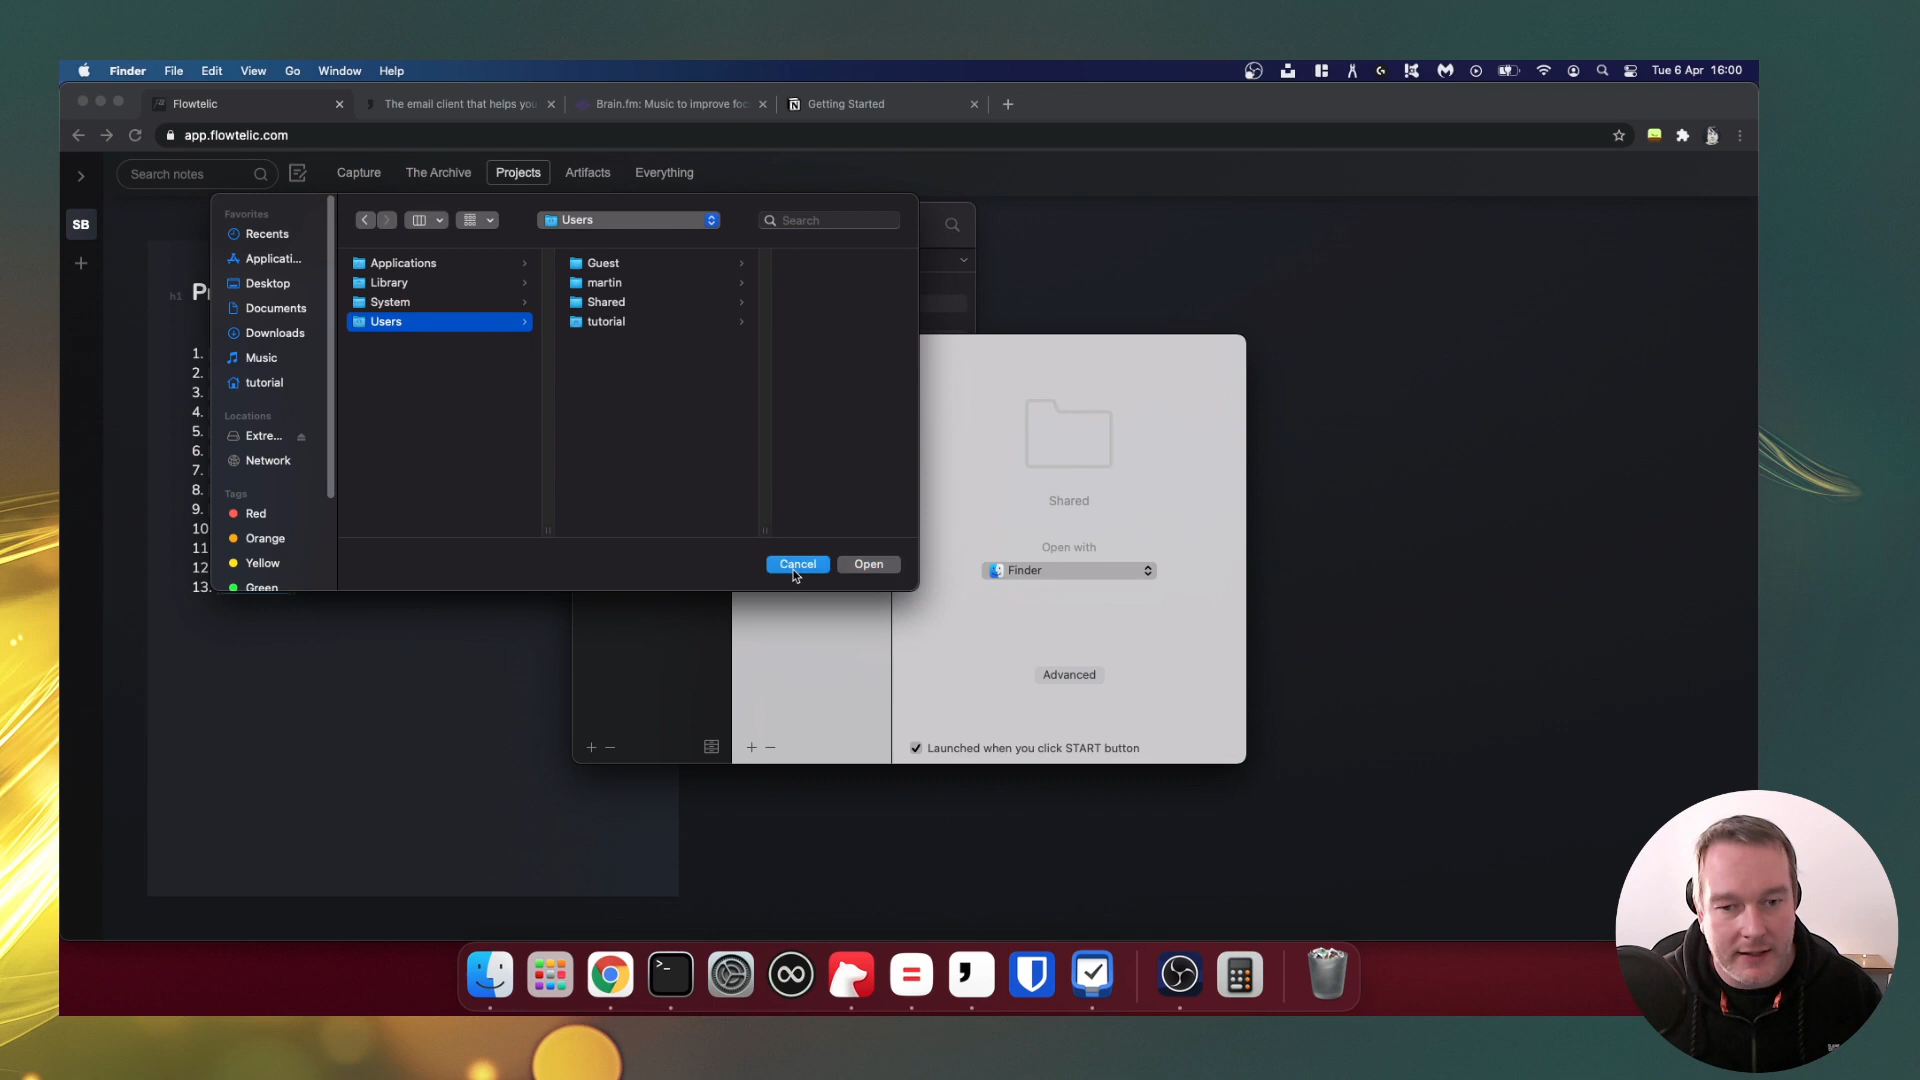 Finder File Edit View Go Window Help
Tue 6 Apr 16:00
Flowtelic
The email client that helps you
Brain.fm: Music to improve foc
Getting Started
app.flowtelic.com
Search notes
Capture The Archive Projects Artifacts Everything
SB
h1
1.
2.
3.
4.
5.
6.
7.
8.
9.
10
11
12
13.
Favorites
Recents
Applicati...
Desktop
Documents
Downloads
Music
tutorial
Locations
Extre...
Network
Tags
Red
Orange
Yellow
Green
Users
Search
Applications
Library
System
Users
Guest
martin
Shared
tutorial
Cancel Open
Shared
Open with
Finder
Advanced
Launched when you click START button